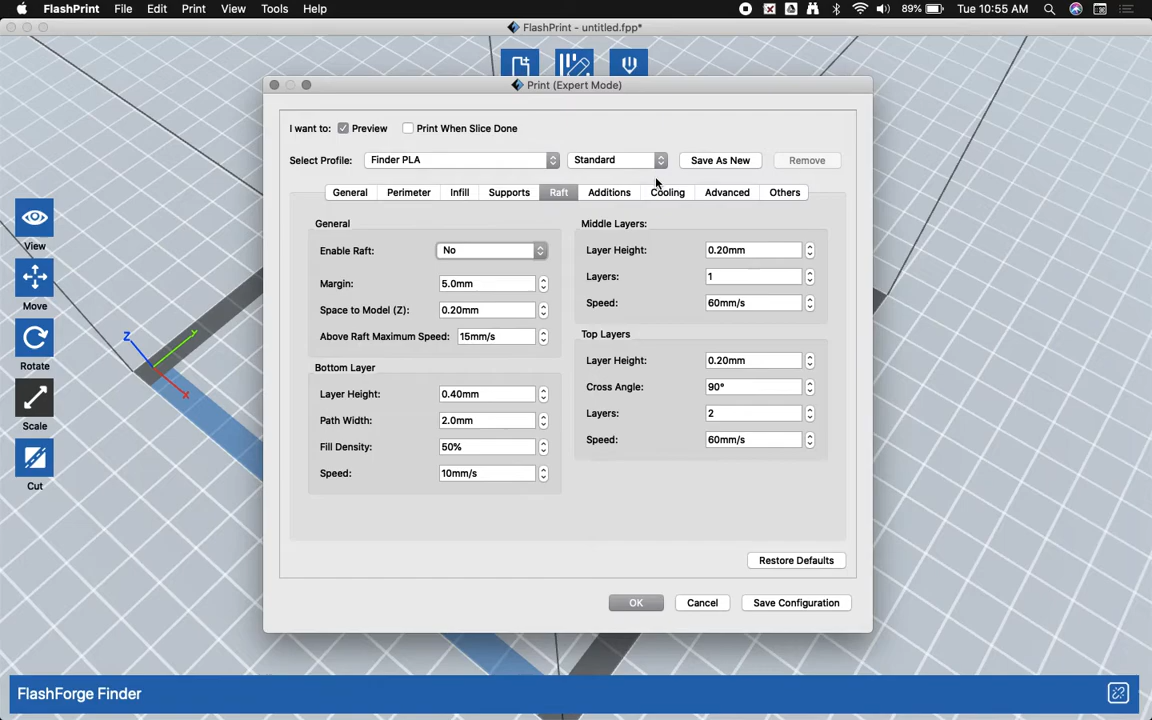 FlashPrint File Edit Print View Tools Help 89% Tue 10:55 AM
FlashPrint - untitled.fpp*
Print (Expert Mode)
I want to: Preview Print When Slice Done
Select Profile: Finder PLA Standard Save As New Remove
General Perimeter Infill Supports Raft Additions Cooling Advanced Others
General
Enable Raft: No
Margin: 5.0mm
Space to Model (Z): 0.20mm
Above Raft Maximum Speed: 15mm/s
Bottom Layer
Layer Height: 0.40mm
Path Width: 2.0mm
Fill Density: 50%
Speed: 10mm/s
Middle Layers:
Layer Height: 0.20mm
Layers: 1
Speed: 60mm/s
Top Layers
Layer Height: 0.20mm
Cross Angle: 90°
Layers: 2
Speed: 60mm/s
Restore Defaults
OK Cancel Save Configuration
View
Move
Rotate
Scale
Cut
Z Y X
FlashForge Finder